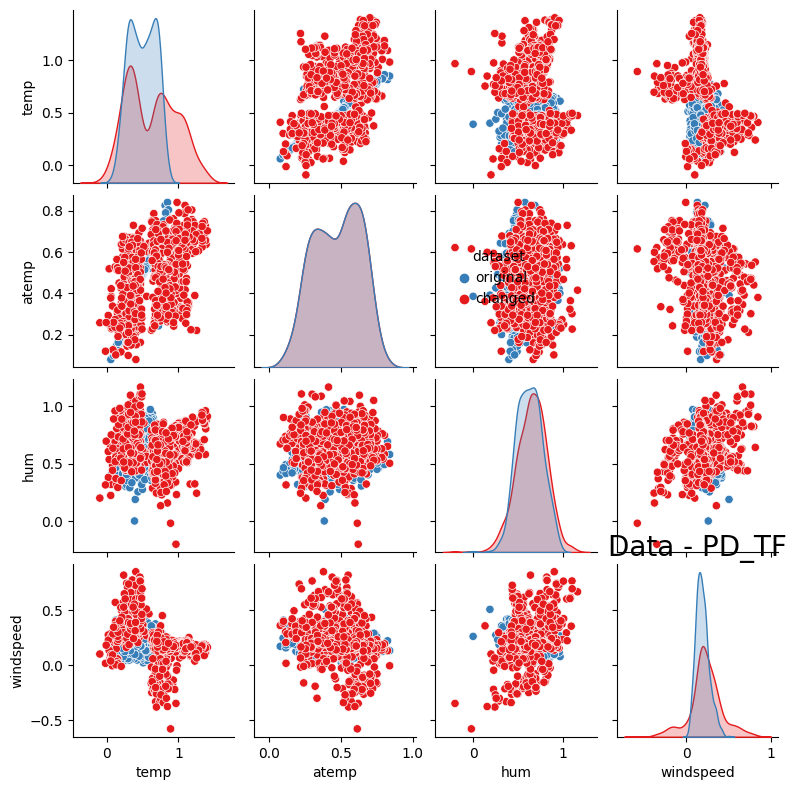 1.0
0.5
0.0
temp
0.8
0.6
0.4
0.2
atemp
dataset
original
changed
1.0
0.5
0.0
hum
Data - PD_TF
0.5
0.0
−0.5
windspeed
0 1
0.0 0.5 1.0
0 1
0 1
temp
atemp
hum
windspeed